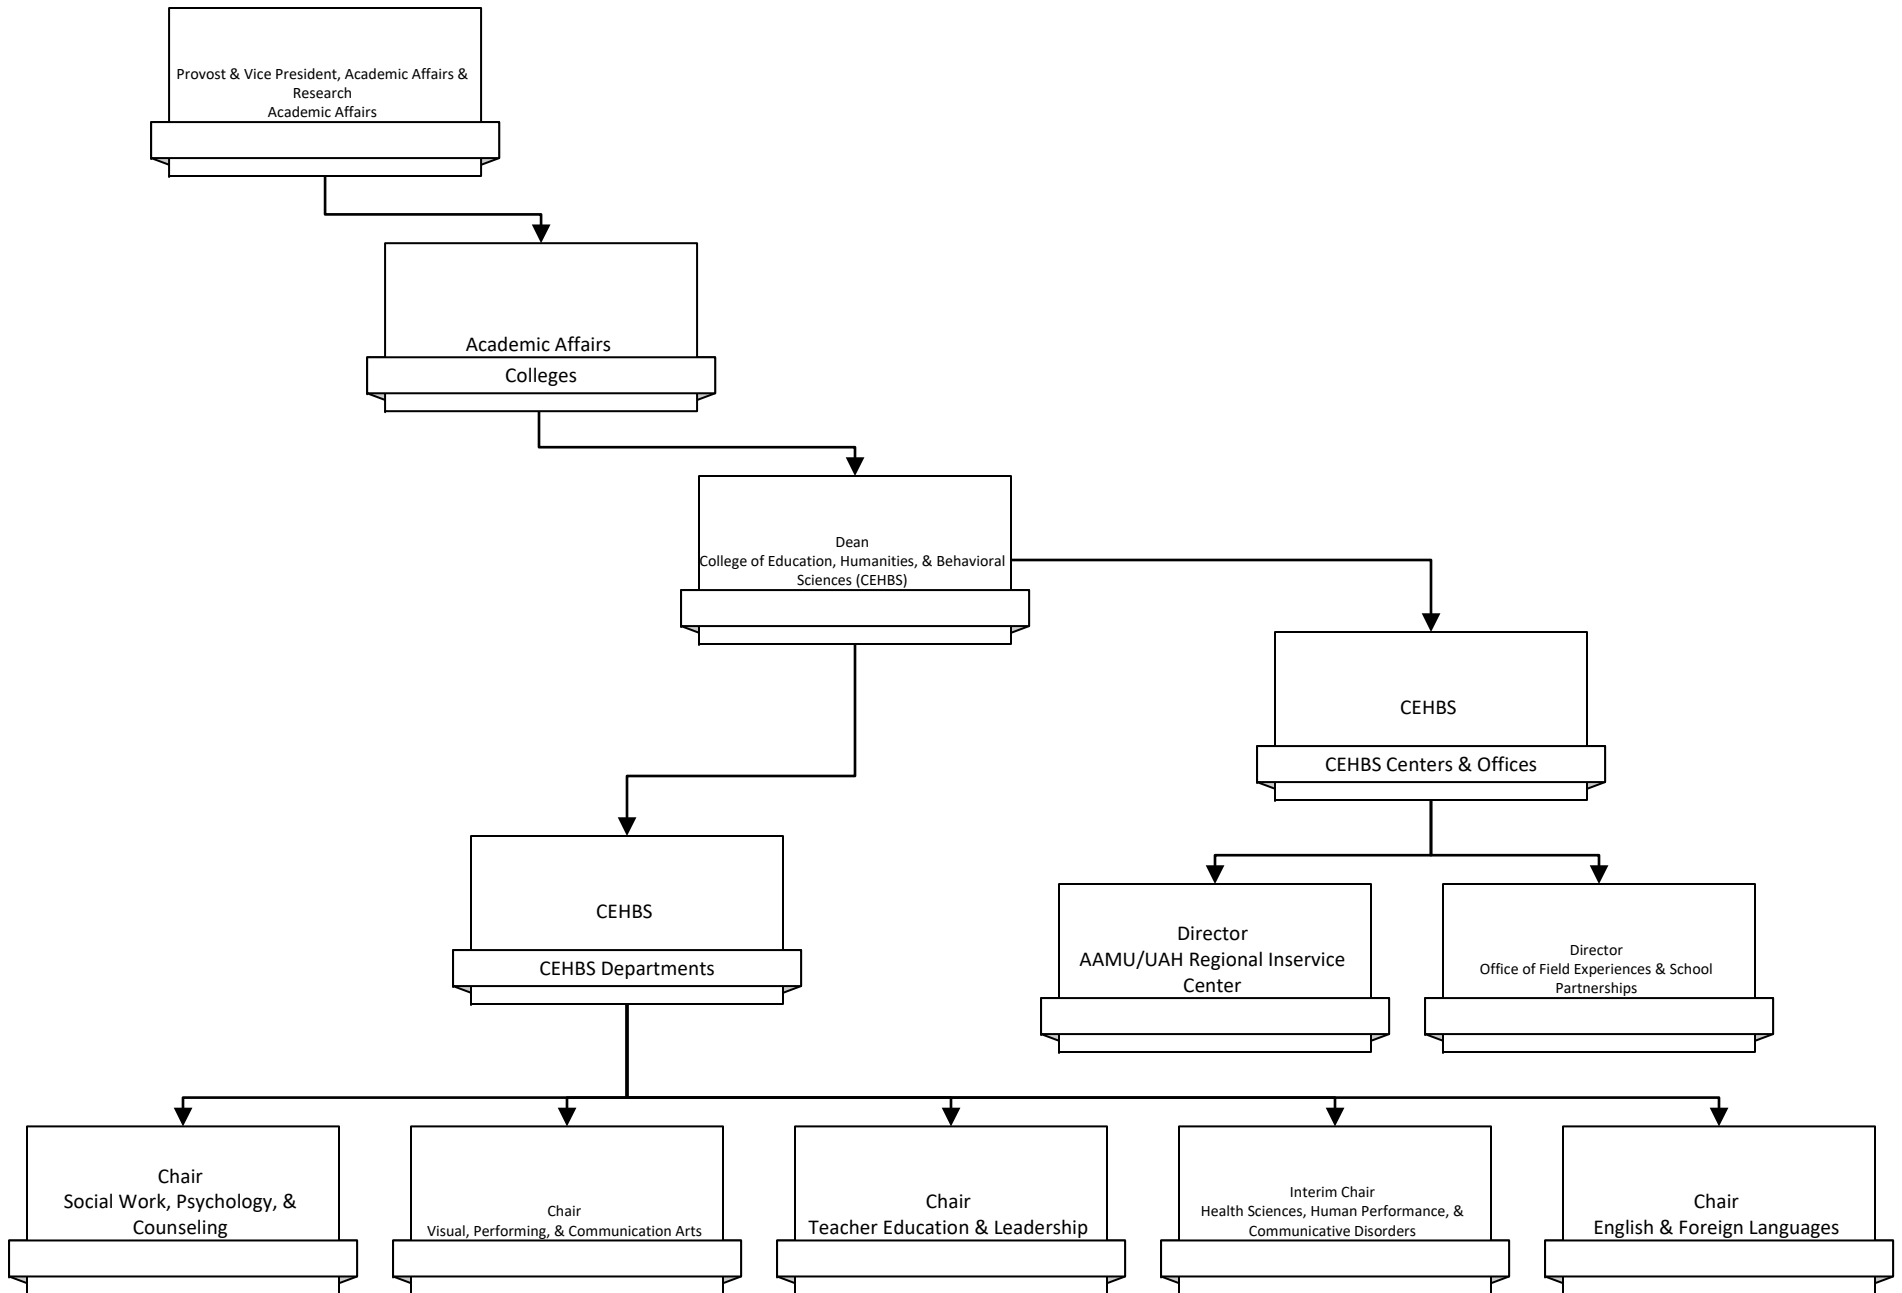 Provost & Vice President, Academic Affairs &
Research
Academic Affairs
Academic Affairs
Colleges
Dean
College of Education, Humanities, & Behavioral
Sciences (CEHBS)
CEHBS
CEHBS Centers & Offices
CEHBS
CEHBS Departments
Director
AAMU/UAH Regional Inservice
Center
Director
Office of Field Experiences & School
Partnerships
Chair
Social Work, Psychology, &
Counseling
Chair
Visual, Performing, & Communication Arts
Chair
Teacher Education & Leadership
Interim Chair
Health Sciences, Human Performance, &
Communicative Disorders
Chair
English & Foreign Languages